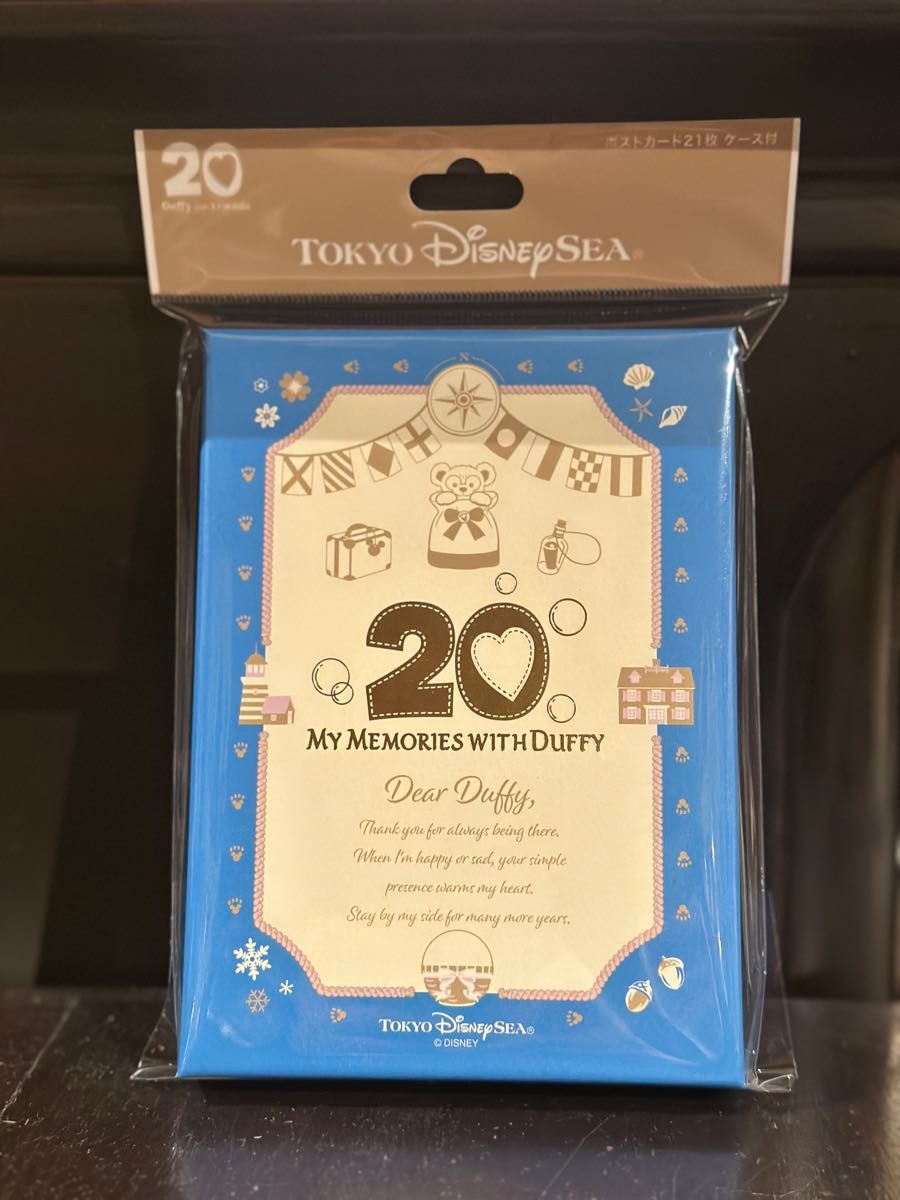 20
Duffy and Friends
ポストカード21枚 ケース付
TOKYO DISNEYSEA®
N
20
MY MEMORIES WITH DUFFY
Dear Duffy,
Thank you for always being there.
When I'm happy or sad, your simple
presence warms my heart.
Stay by my side for many more years.
TOKYO DISNEYSEA®
© DISNEY